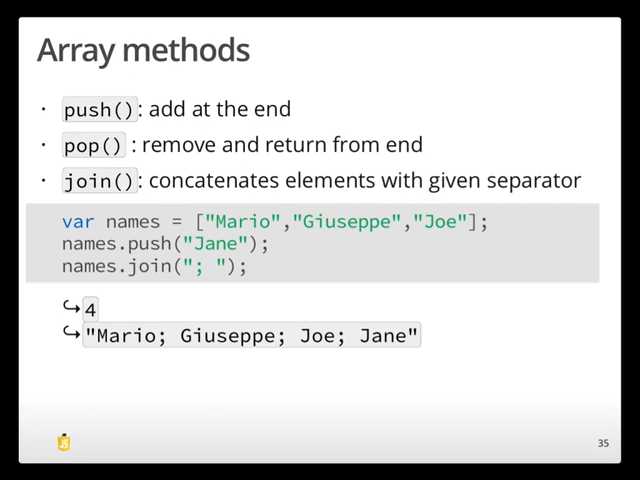 Array methods
· push(): add at the end
· pop() : remove and return from end
· join(): concatenates elements with given separator
var names = ["Mario","Giuseppe","Joe"];
names.push("Jane");
names.join("; ");
↪ 4
↪ "Mario; Giuseppe; Joe; Jane"
JS
35